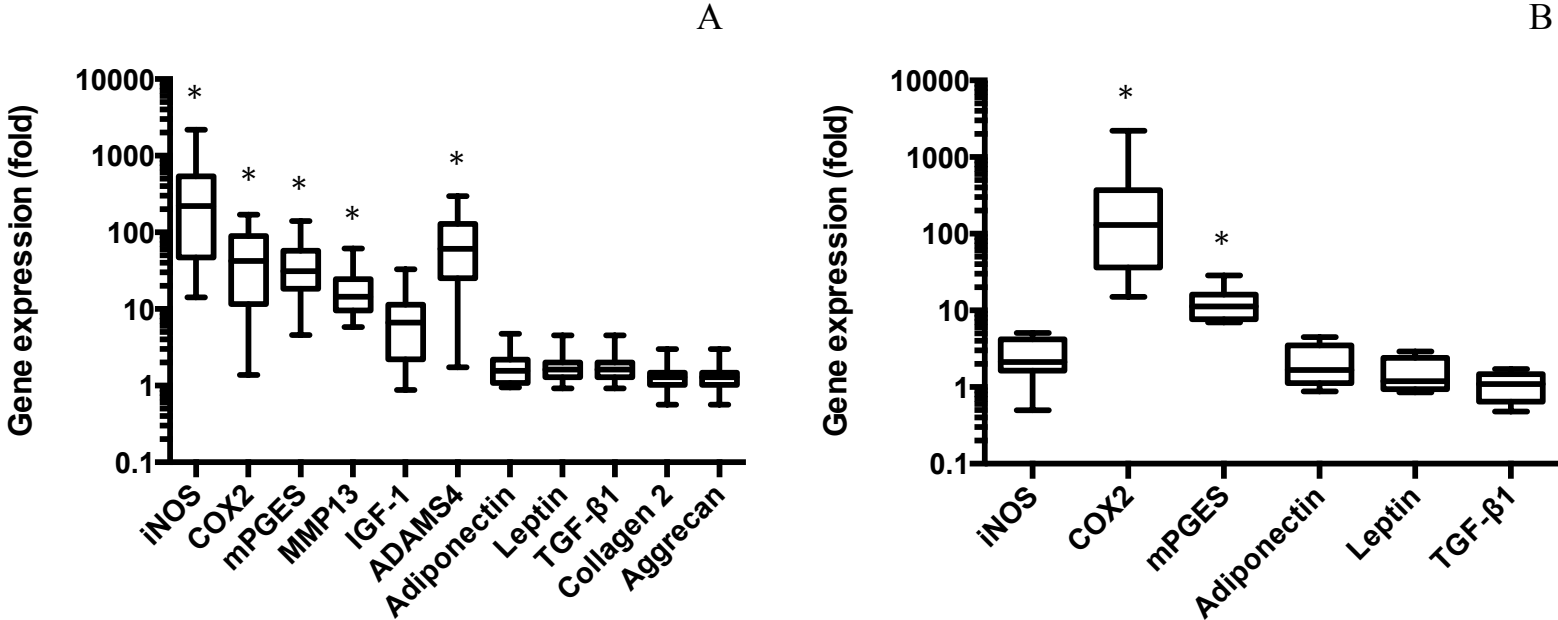 A
Gene expression (fold)
10000
1000
100
10
1
0.1
*
*
*
*
*
iNOS
COX2
mPGES
MMP13
IGF-1
ADAMS4
Adiponectin
Leptin
TGF-β1
Collagen 2
Aggrecan
B
Gene expression (fold)
10000
1000
100
10
1
0.1
*
*
iNOS
COX2
mPGES
Adiponectin
Leptin
TGF-β1